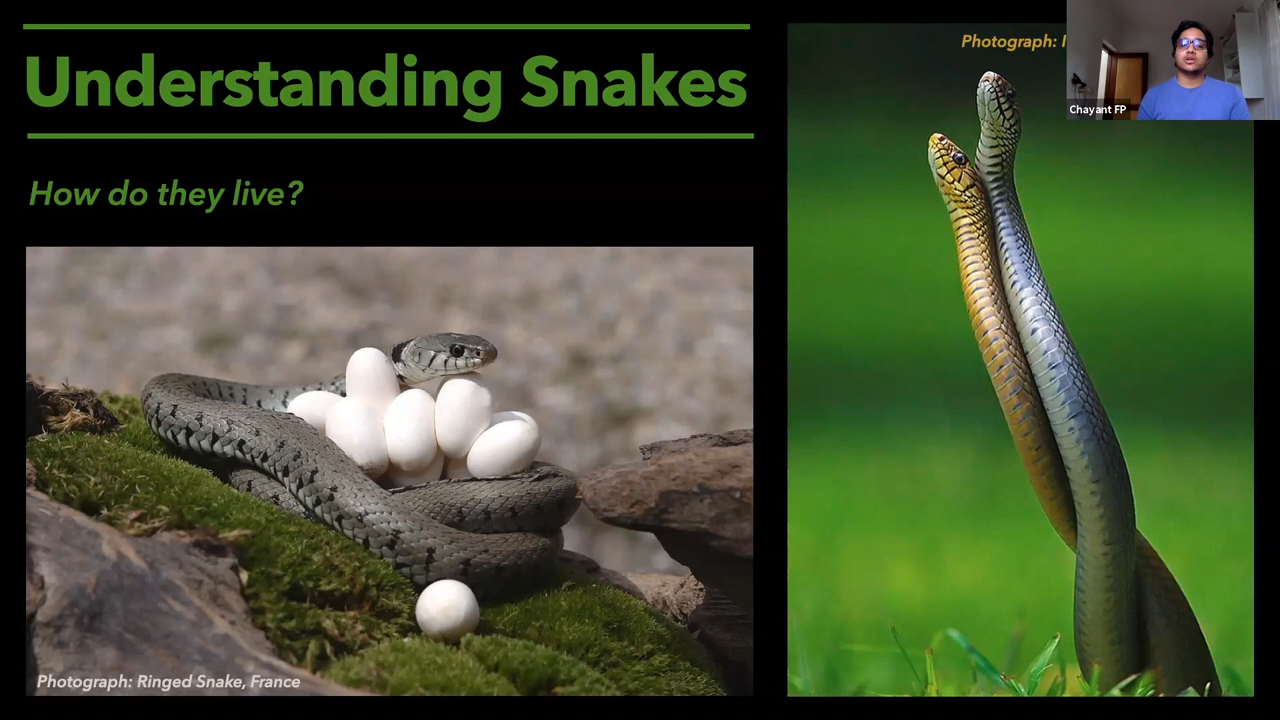 Understanding Snakes
How do they live?
Photograph: Ringed Snake, France
Photograph:
Chayant FP